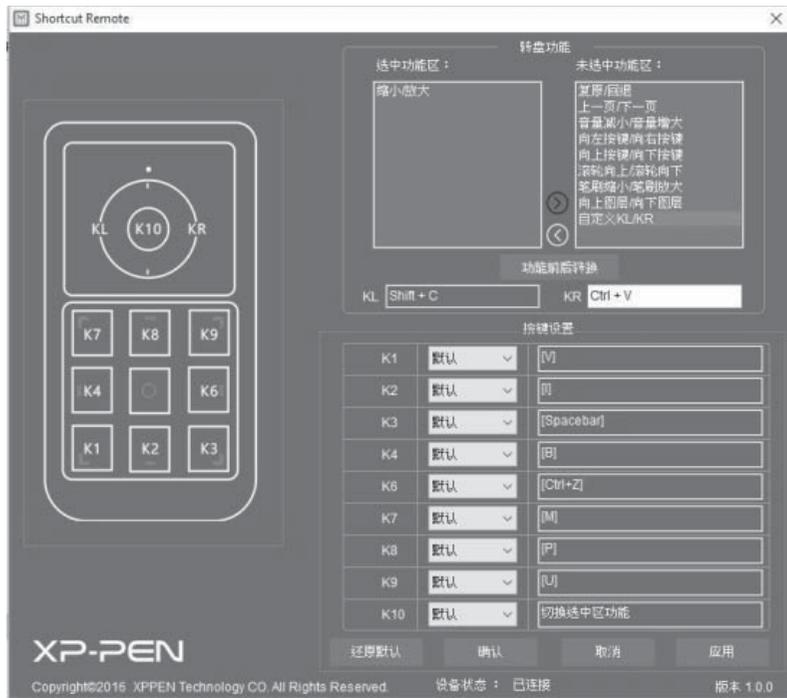 Shortcut Remote
转盘功能
选中功能区：
未选中功能区：
缩小/放大
复原/回退
上一页/下一页
音量减小/音量增大
向左按键/向右按键
向上按键/向下按键
滚轮向上/滚轮向下
笔刷缩小/笔刷放大
向上图层/向下图层
自定义KL/KR
功能前后转换
KL Shift + C
KR Ctrl + V
KL K10 KR
K7 K8 K9
K4 K6
K1 K2 K3
按键设置
K1 默认 [V]
K2 默认 [I]
K3 默认 [Spacebar]
K4 默认 [B]
K6 默认 [Ctrl+Z]
K7 默认 [M]
K8 默认 [P]
K9 默认 [U]
K10 默认 切换选中区功能
还原默认 确认 取消 应用
XP-PEN
Copyright©2016 XPPEN Technology CO. All Rights Reserved.
设备状态： 已连接
版本 1.0.0